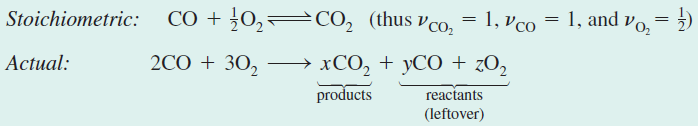 Stoichiometric: CO + ½O₂ ⇌ CO₂ (thus ν_CO₂ = 1, ν_CO = 1, and ν_O₂ = ½)
Actual: 2CO + 3O₂ ⟶ xCO₂ + yCO + zO₂
products reactants
(leftover)